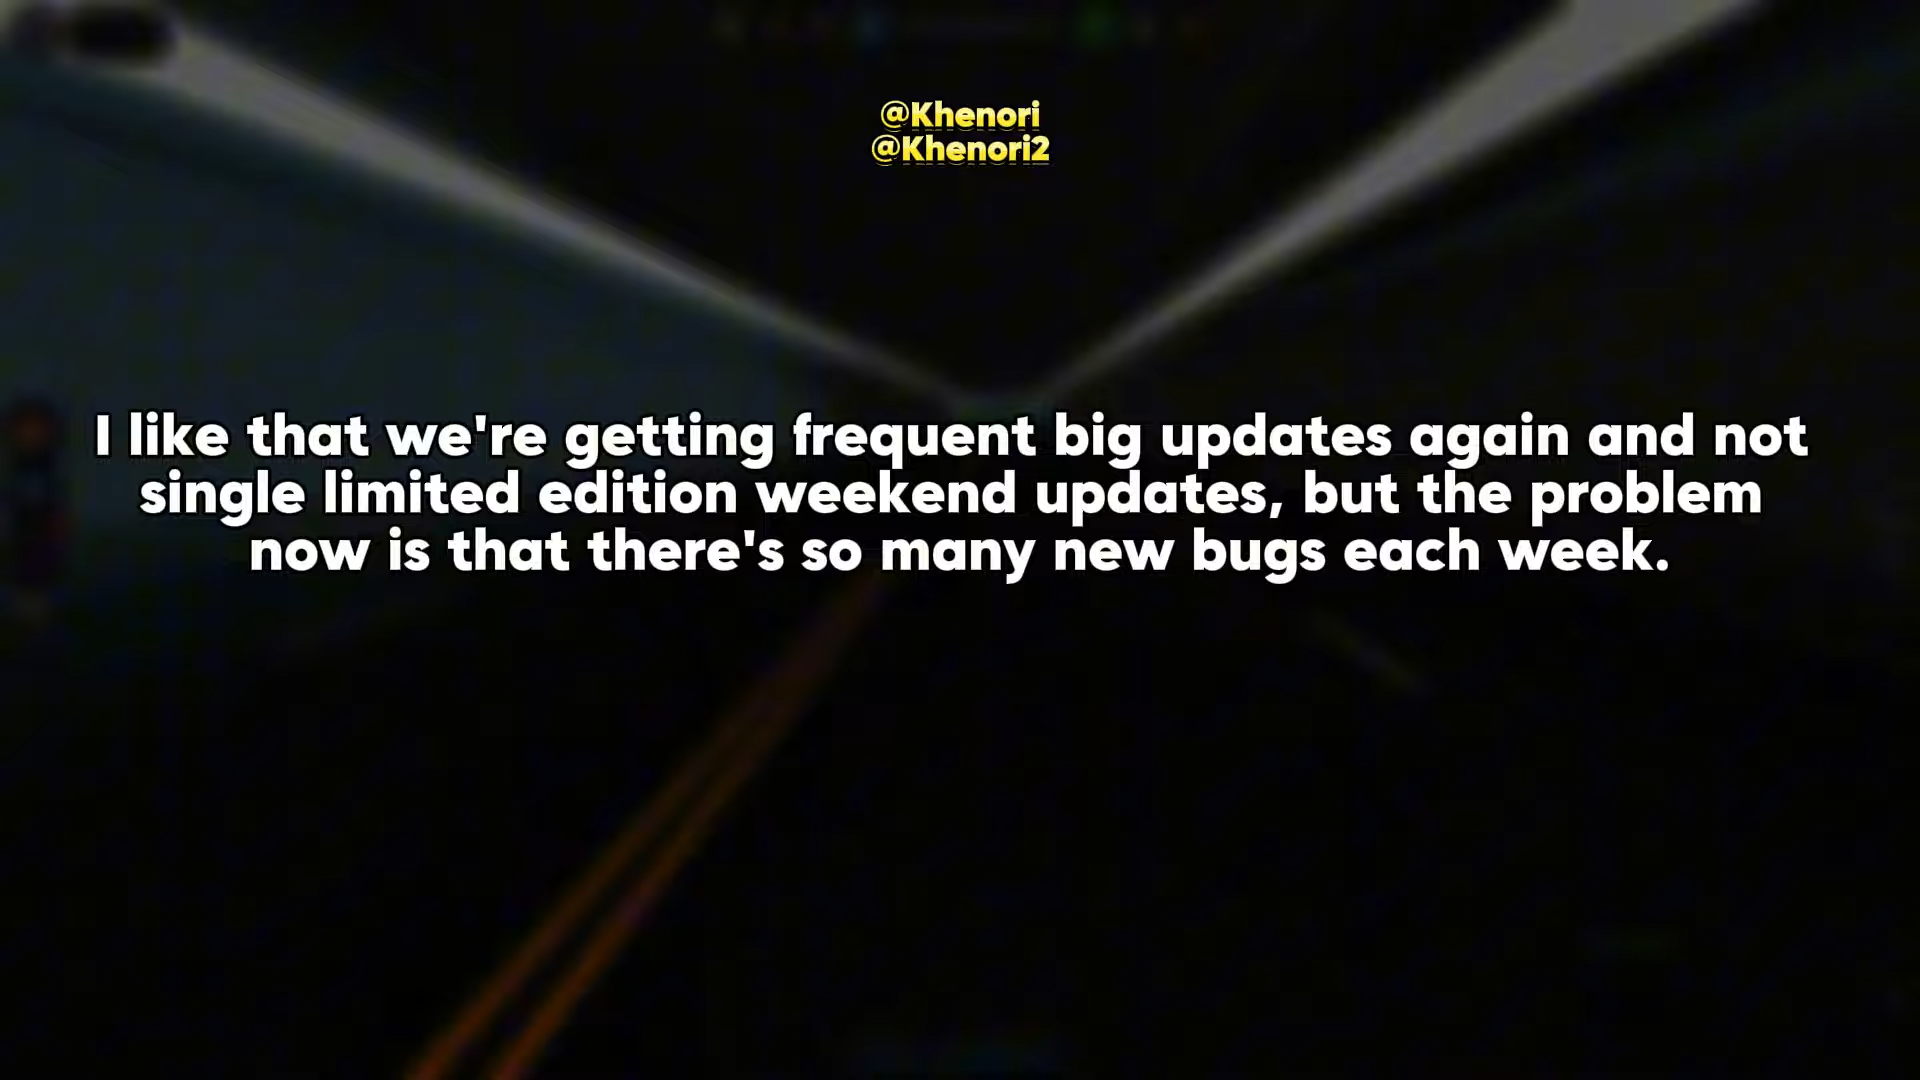 @Khenori
@Khenori2
I like that we're getting frequent big updates again and not
single limited edition weekend updates, but the problem
now is that there's so many new bugs each week.